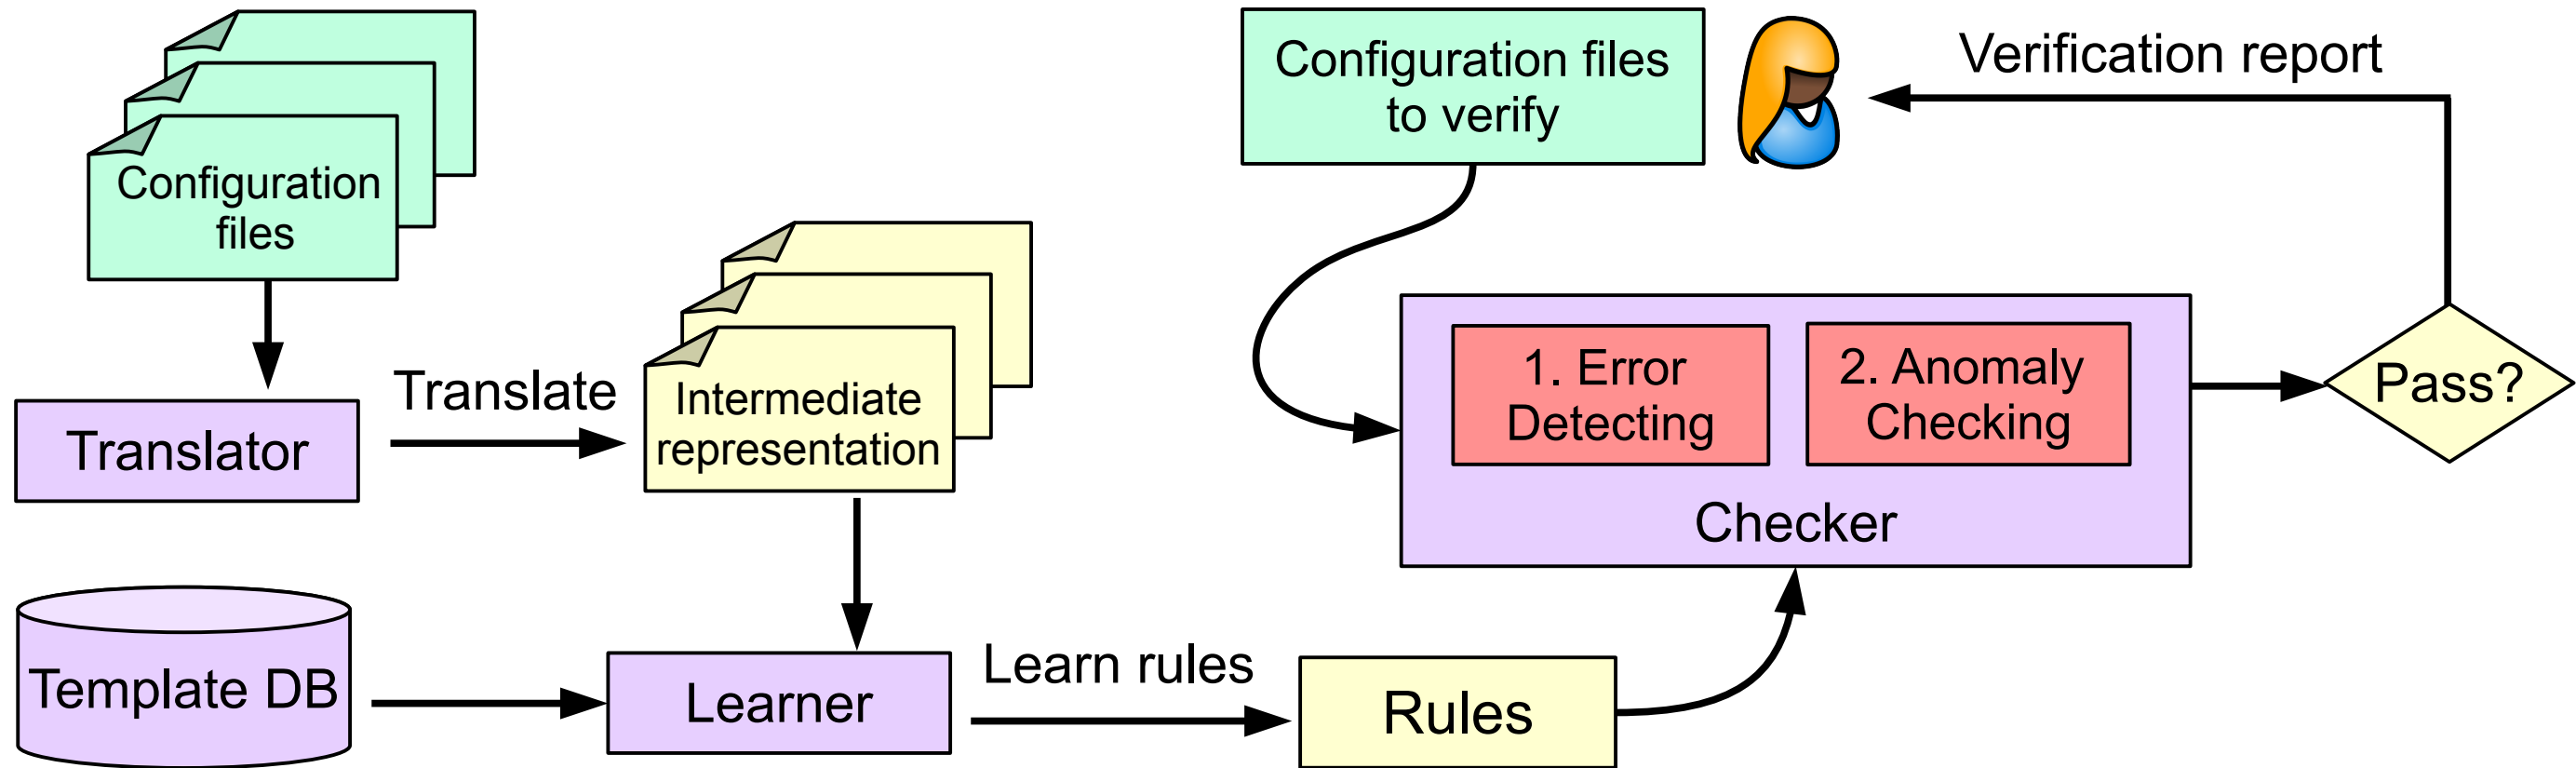 Configuration
files
Translator
Translate
Intermediate
representation
Template DB
Learner
Learn rules
Rules
Configuration files
to verify
Verification report
1. Error
Detecting
2. Anomaly
Checking
Checker
Pass?